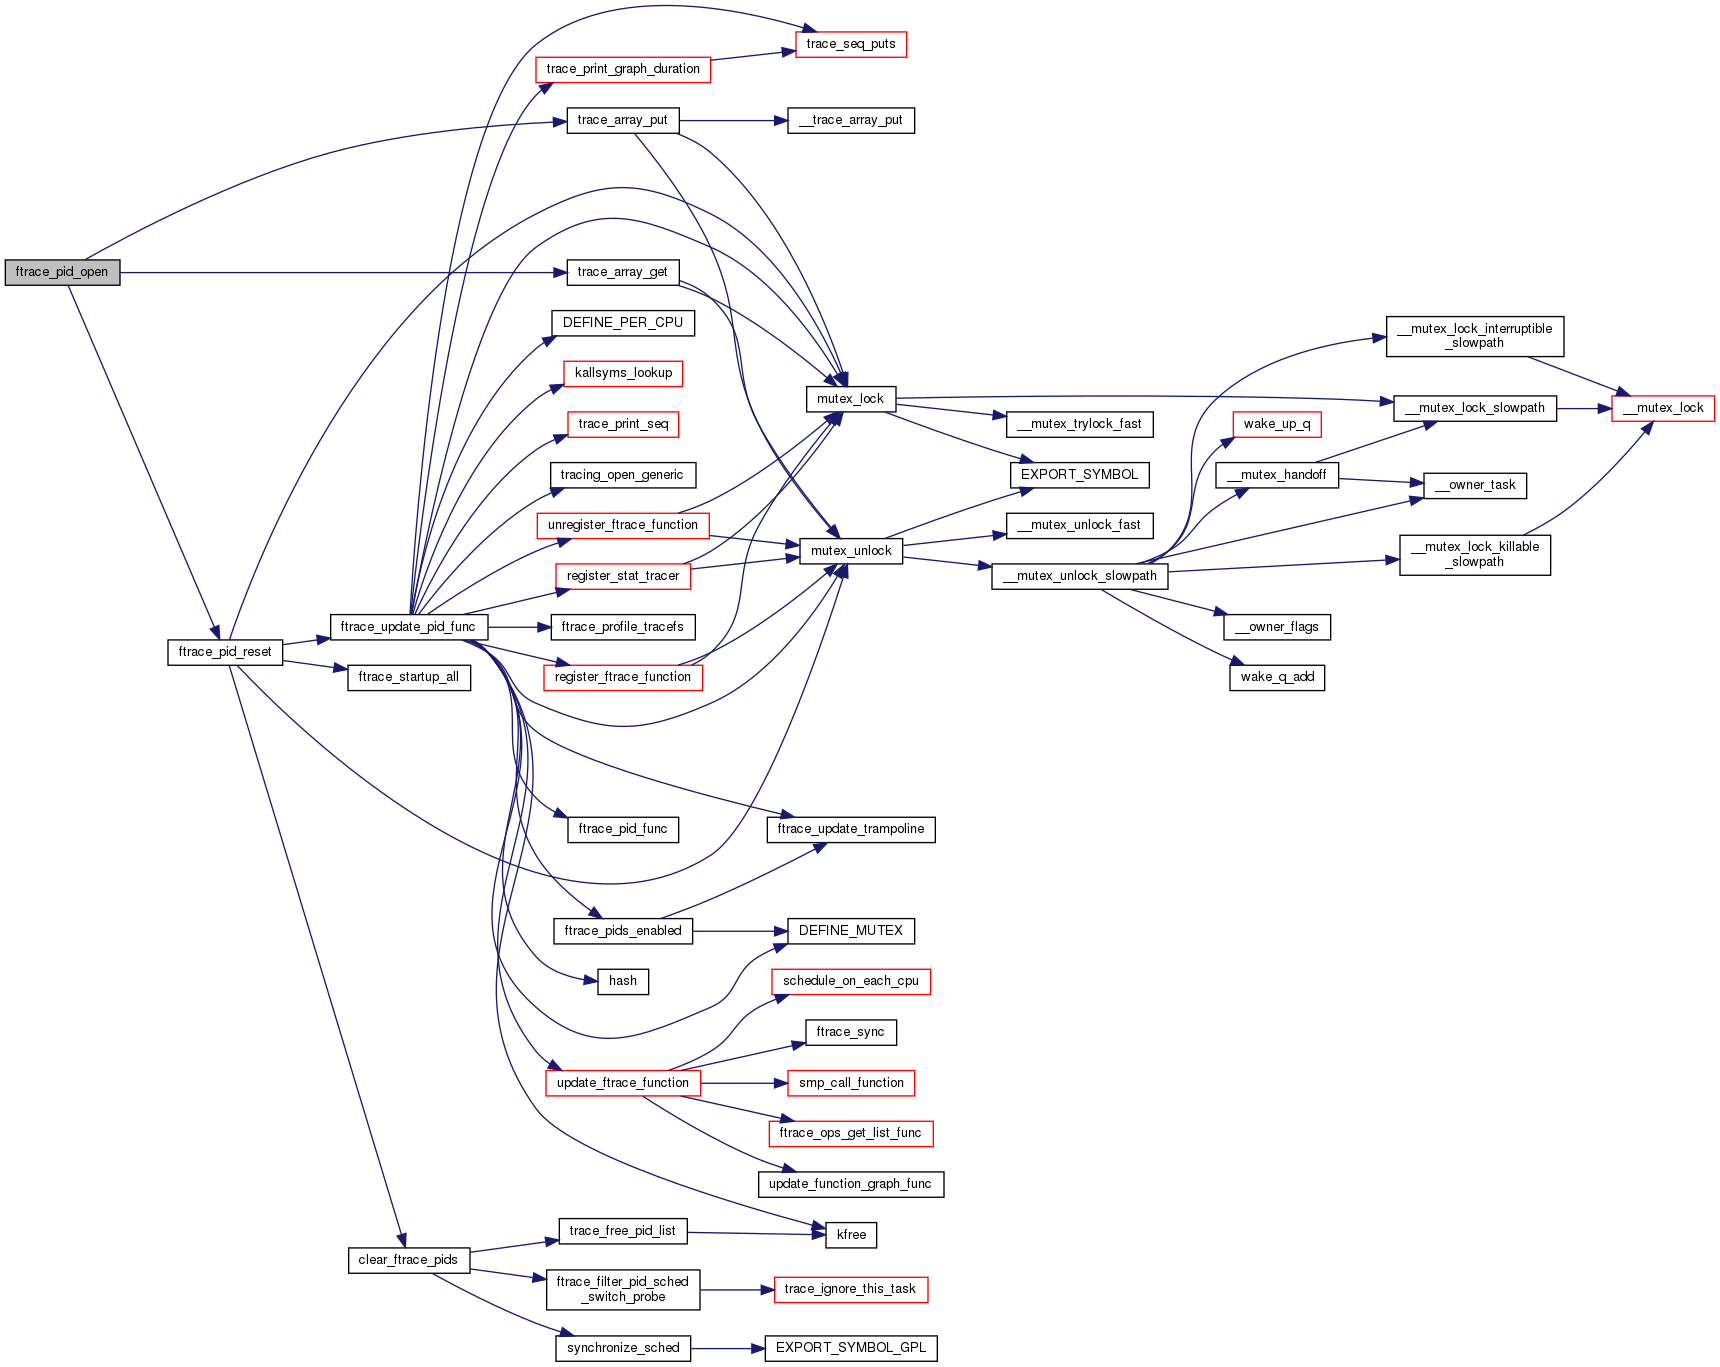 trace_seq_puts
trace_print_graph_duration
trace_array_put
__trace_array_put
ftrace_pid_open
trace_array_get
DEFINE_PER_CPU
__mutex_lock_interruptible
_slowpath
kallsyms_lookup
mutex_lock
__mutex_lock_slowpath
__mutex_lock
trace_print_seq
__mutex_trylock_fast
wake_up_q
tracing_open_generic
EXPORT_SYMBOL
__mutex_handoff
__owner_task
unregister_ftrace_function
__mutex_unlock_fast
mutex_unlock
__mutex_lock_killable
_slowpath
register_stat_tracer
__mutex_unlock_slowpath
ftrace_update_pid_func
ftrace_profile_tracefs
__owner_flags
ftrace_pid_reset
ftrace_startup_all
register_ftrace_function
wake_q_add
ftrace_pid_func
ftrace_update_trampoline
ftrace_pids_enabled
DEFINE_MUTEX
hash
schedule_on_each_cpu
ftrace_sync
update_ftrace_function
smp_call_function
ftrace_ops_get_list_func
update_function_graph_func
trace_free_pid_list
kfree
clear_ftrace_pids
ftrace_filter_pid_sched
_switch_probe
trace_ignore_this_task
synchronize_sched
EXPORT_SYMBOL_GPL